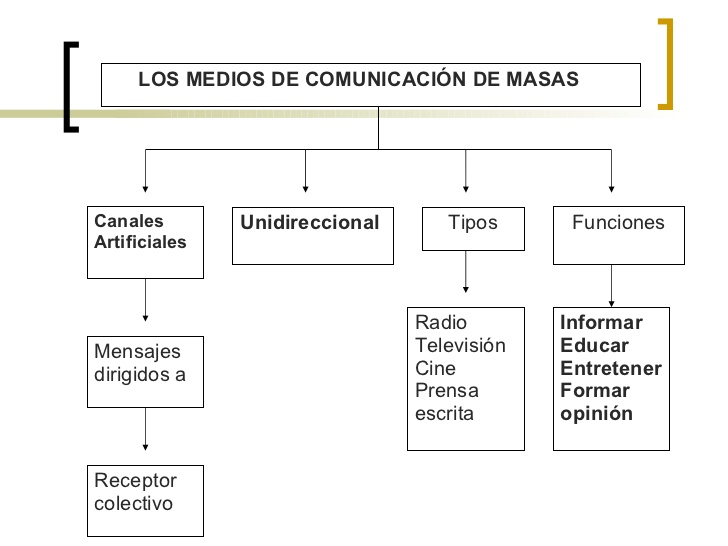 LOS MEDIOS DE COMUNICACIÓN DE MASAS
Canales
Artificiales
Unidireccional
Tipos
Funciones
Mensajes
dirigidos a
Receptor
colectivo
Radio
Televisión
Cine
Prensa
escrita
Informar
Educar
Entretener
Formar
opinión